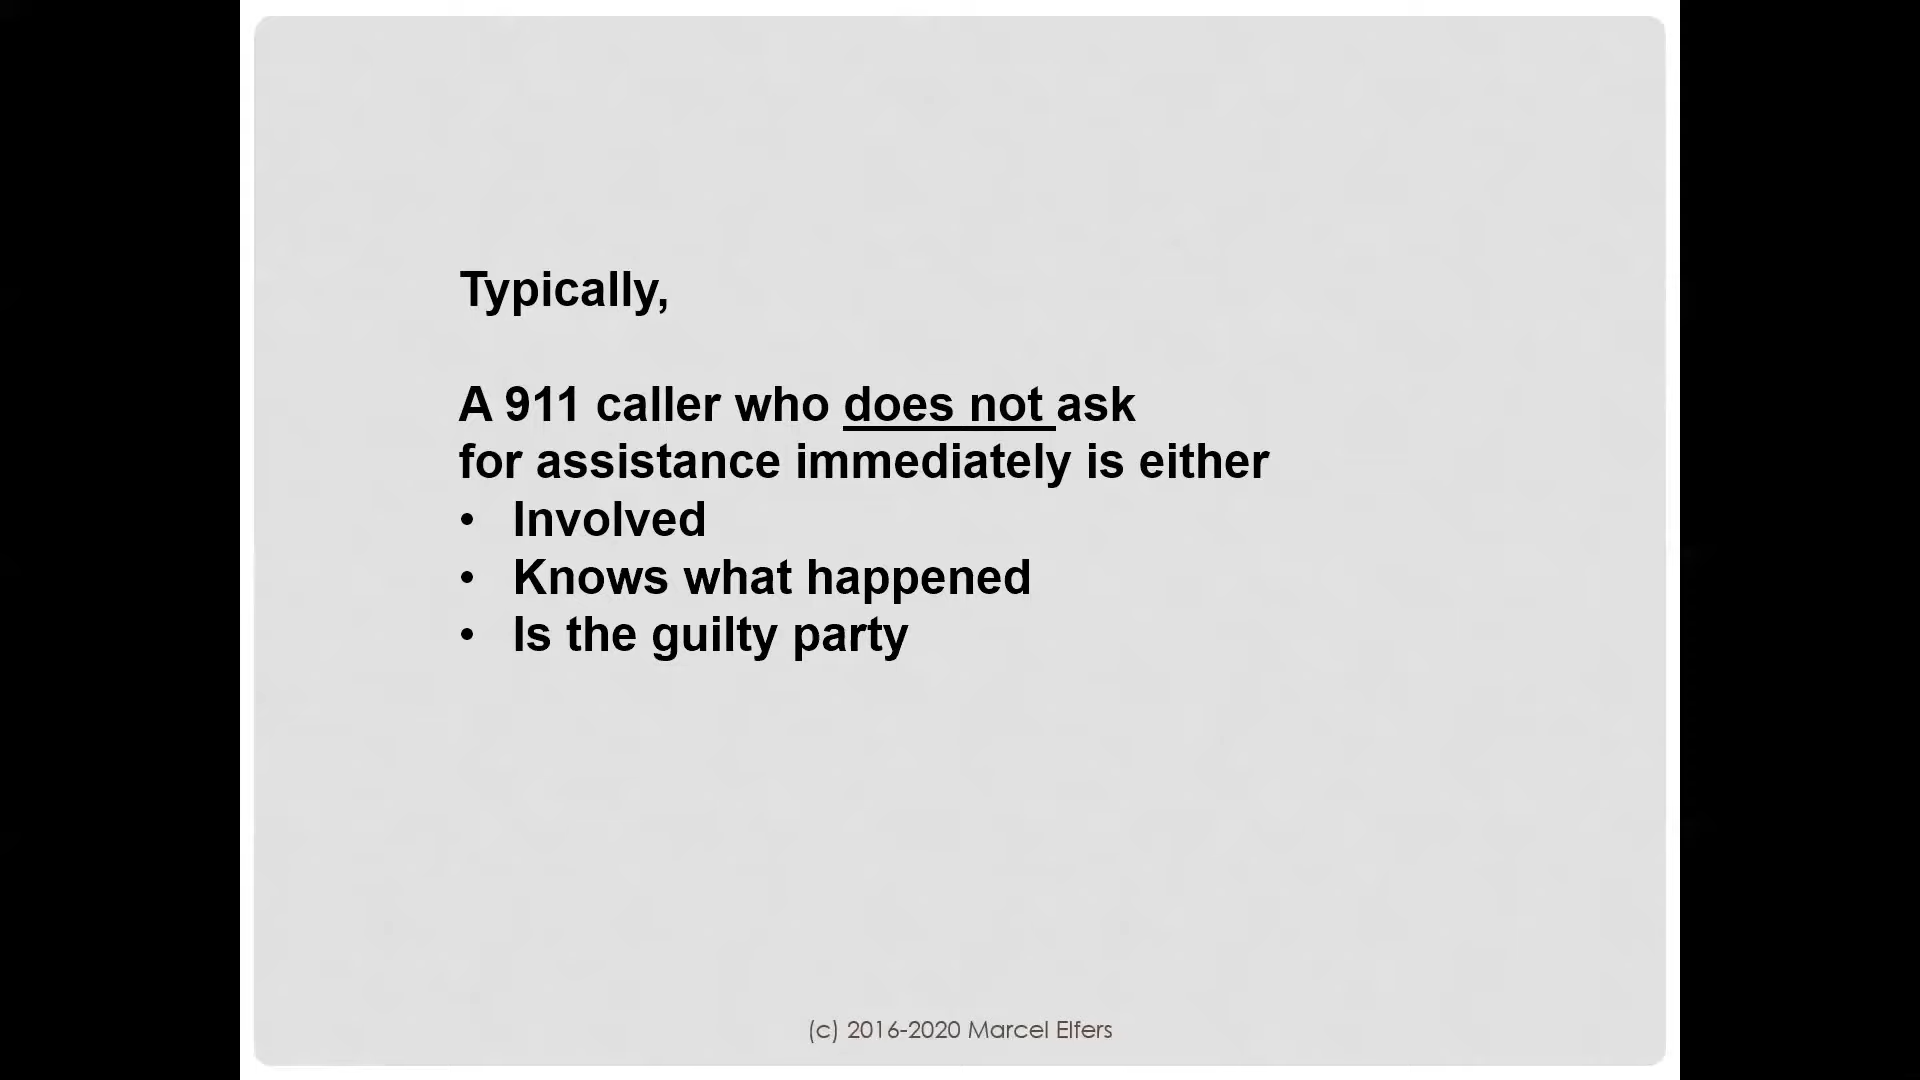 Typically,
A 911 caller who does not ask
for assistance immediately is either
• Involved
• Knows what happened
• Is the guilty party
(c) 2016-2020 Marcel Elfers